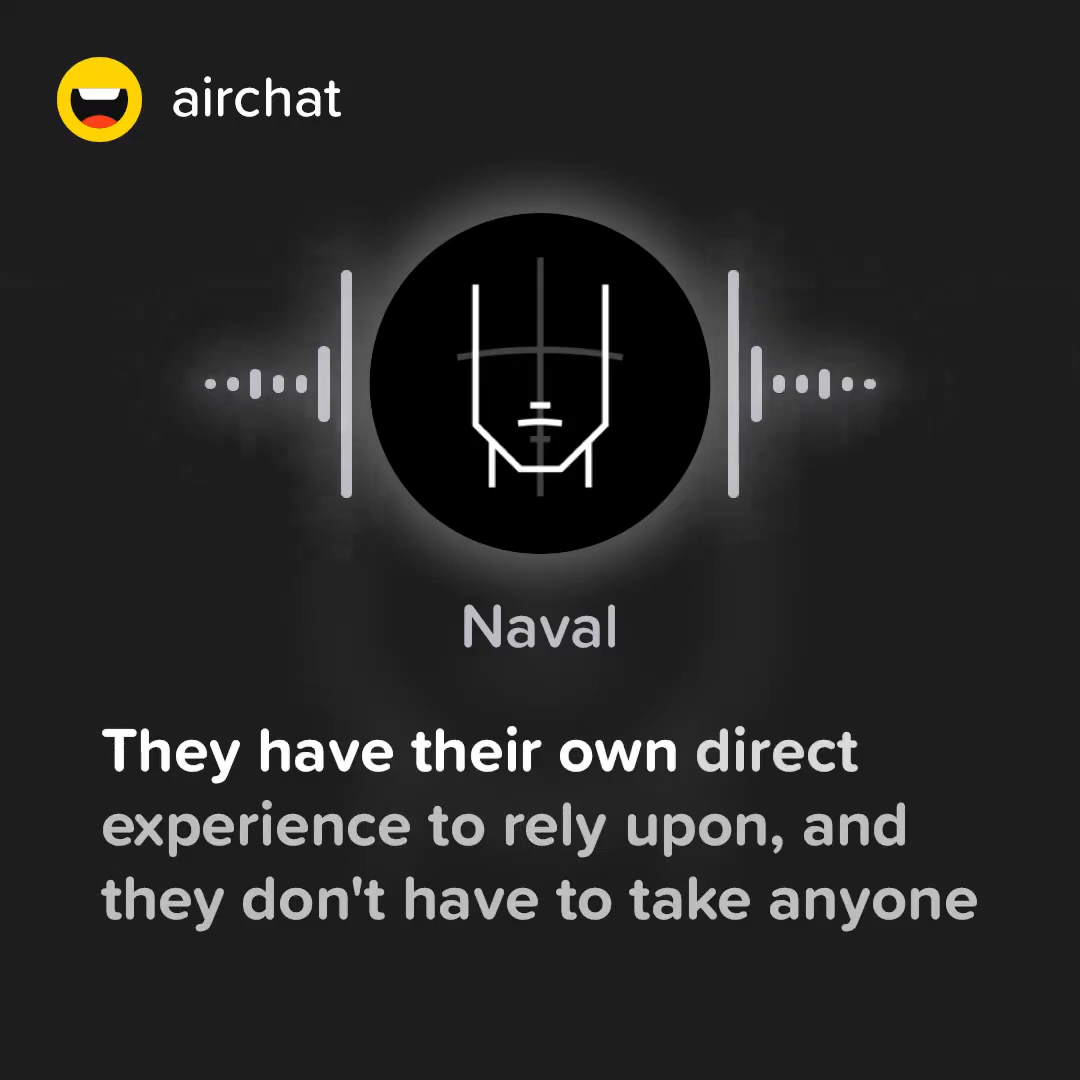 airchat
Naval
They have their own direct
experience to rely upon, and
they don't have to take anyone